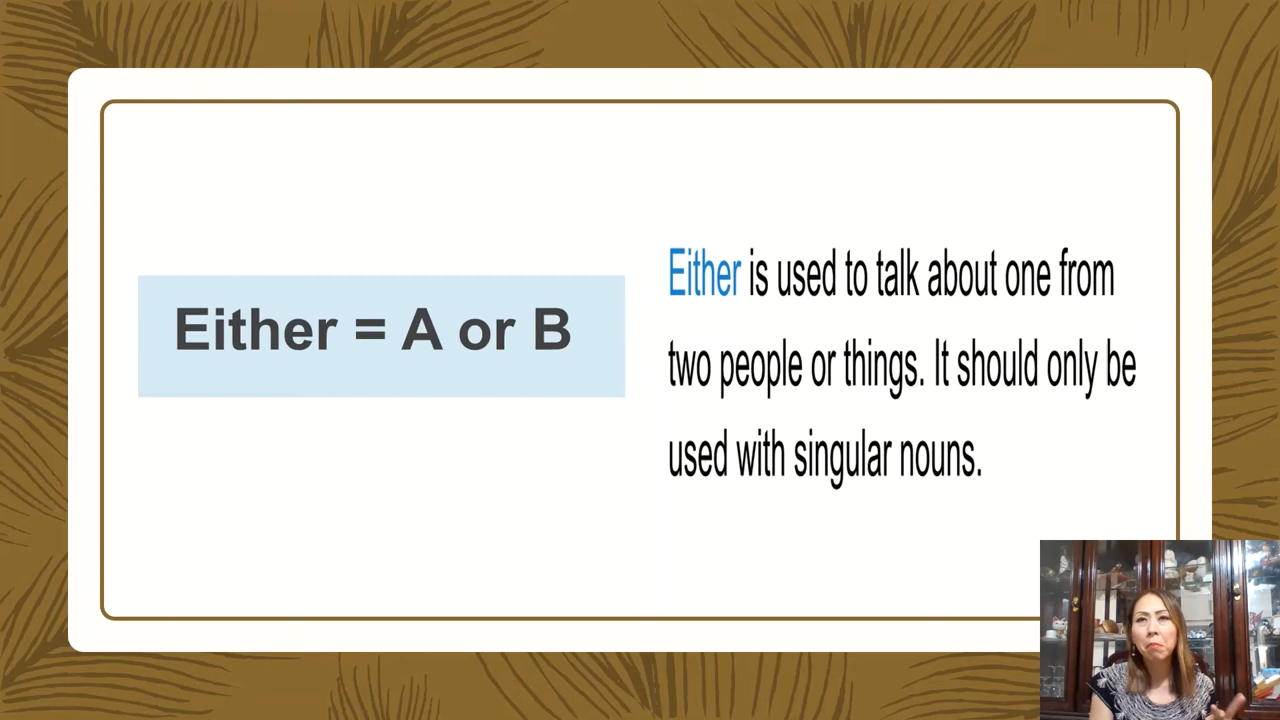 Either = A or B
Either is used to talk about one from
two people or things. It should only be
used with singular nouns.